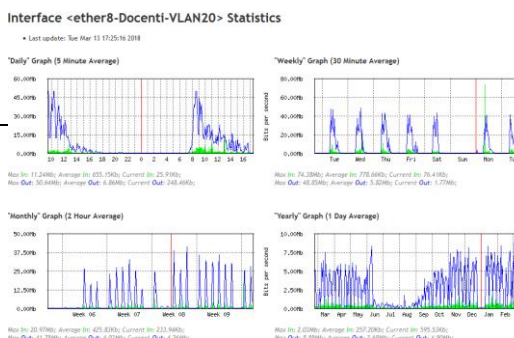 Interface <ether8-Docenti-VLAN20> Statistics
• Last update: Tue Mar 13 17:25:16 2018
"Daily" Graph (5 Minute Average)
60.00Mb
45.00Mb
30.00Mb
15.00Mb
0.00Mb
10 12 14 16 18 20 22 0 2 4 6 8 10 12 14 16
Max In: 11.24Mb; Average In: 655.15Kb; Current In: 25.91Kb;
Max Out: 50.64Mb; Average Out: 6.86Mb; Current Out: 248.46Kb;
"Weekly" Graph (30 Minute Average)
Bits per second
80.00Mb
60.00Mb
40.00Mb
20.00Mb
0.00Mb
Tue Wed Thu Fri Sat Sun Mon
Max In: 74.38Mb; Average In: 778.66Kb; Current In: 76.41Kb;
Max Out: 48.85Mb; Average Out: 5.82Mb; Current Out: 1.77Mb;
"Monthly" Graph (2 Hour Average)
50.00Mb
37.50Mb
25.00Mb
12.50Mb
0.00Mb
Week 06 Week 07 Week 08 Week 09
Max In: 20.97Mb; Average In: 425.83Kb; Current In: 233.94Kb;
"Yearly" Graph (1 Day Average)
Bits per second
10.00Mb
7.50Mb
5.00Mb
2.50Mb
0.00Mb
Mar Apr May Jun Jul Aug Sep Oct Nov Dec Jan Feb
Max In: 2.03Mb; Average In: 257.20Kb; Current In: 595.53Kb;